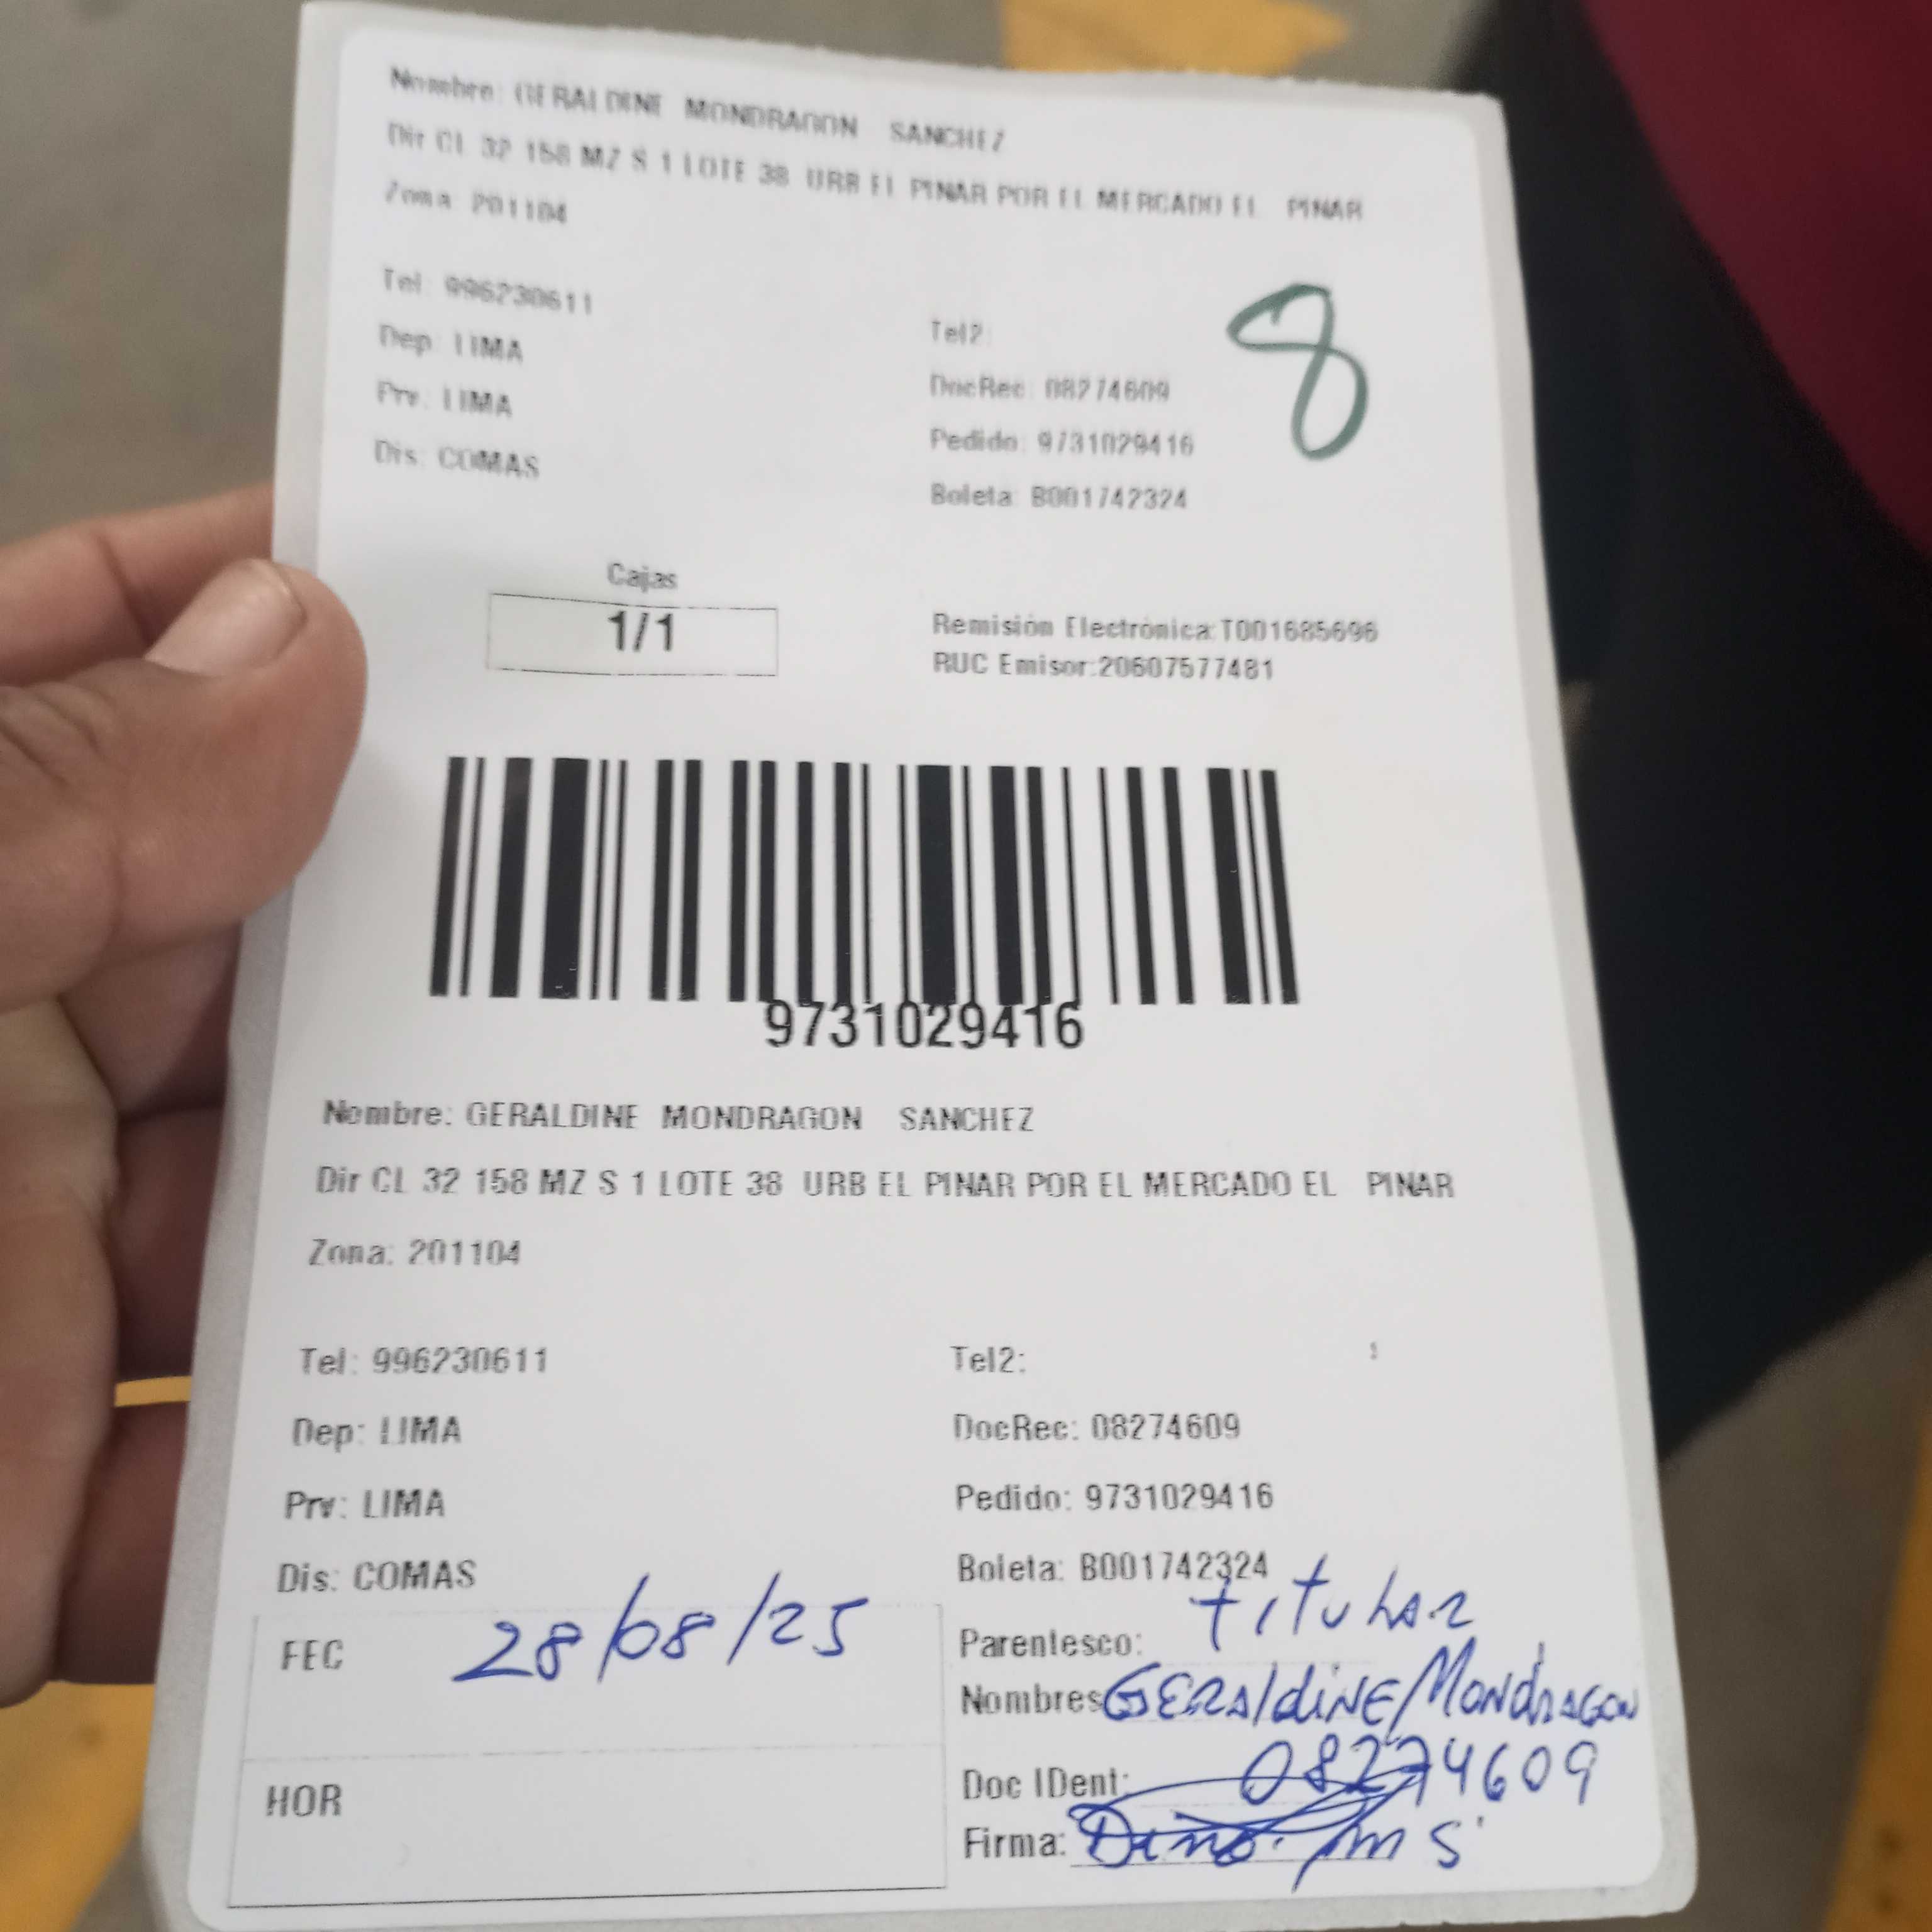 Nombre: GERALDINE MONDRAGON SANCHEZ
Dir CL 32 158 MZ S 1 LOTE 38 URB EL PINAR POR EL MERCADO EL PINAR
Zona: 201104
Tel: 996230611
Tel2:
Dep: LIMA
DocRec: 08274609
Prv: LIMA
Pedido: 9731029416
Dis: COMAS
Boleta: B001742324
8
Cajas
1/1
Remisión Electrónica:T001685696
RUC Emisor:20607577481
9731029416
Nombre: GERALDINE MONDRAGON SANCHEZ
Dir CL 32 158 MZ S 1 LOTE 38 URB EL PINAR POR EL MERCADO EL PINAR
Zona: 201104
Tel: 996230611
Tel2:
Dep: LIMA
DocRec: 08274609
Prv: LIMA
Pedido: 9731029416
Dis: COMAS
Boleta: B001742324
FEC 28/08/25
Parentesco: titular
Nombres GERAldiNE/MoNdragon
HOR
Doc IDent: 08274609
Firma: